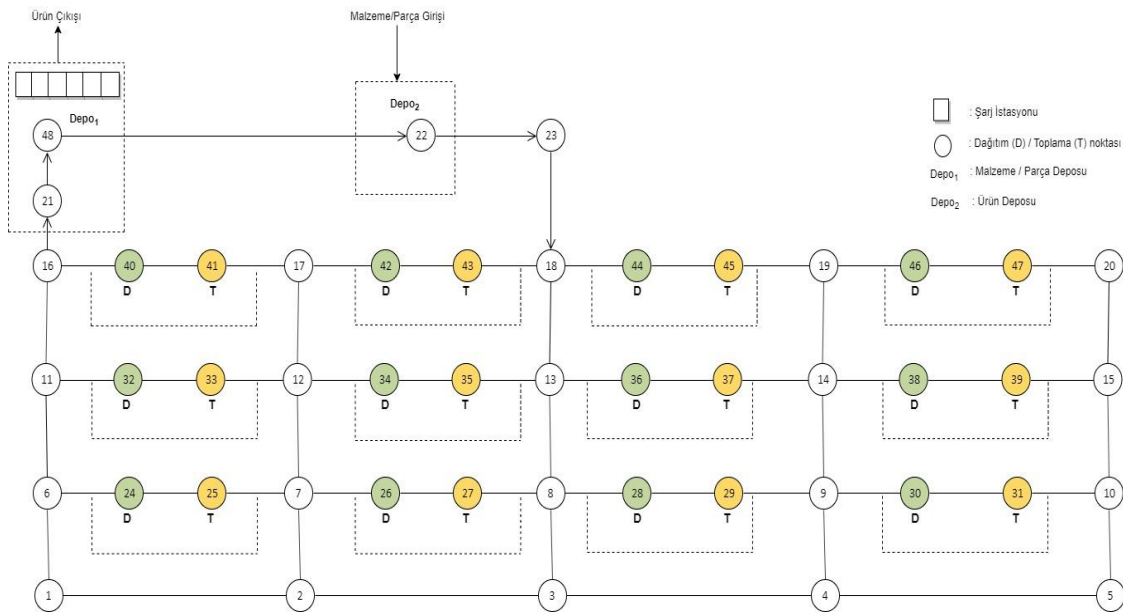 Ürün Çıkışı
Malzeme/Parça Girişi
Depo₁
Depo₂
48
22
23
21
: Şarj İstasyonu
: Dağıtım (D) / Toplama (T) noktası
Depo₁ : Malzeme / Parça Deposu
Depo₂ : Ürün Deposu
16 40 41 17 42 43 18 44 45 19 46 47 20
D T D T D T D T
11 32 33 12 34 35 13 36 37 14 38 39 15
D T D T D T D T
6 24 25 7 26 27 8 28 29 9 30 31 10
D T D T D T D T
1 2 3 4 5